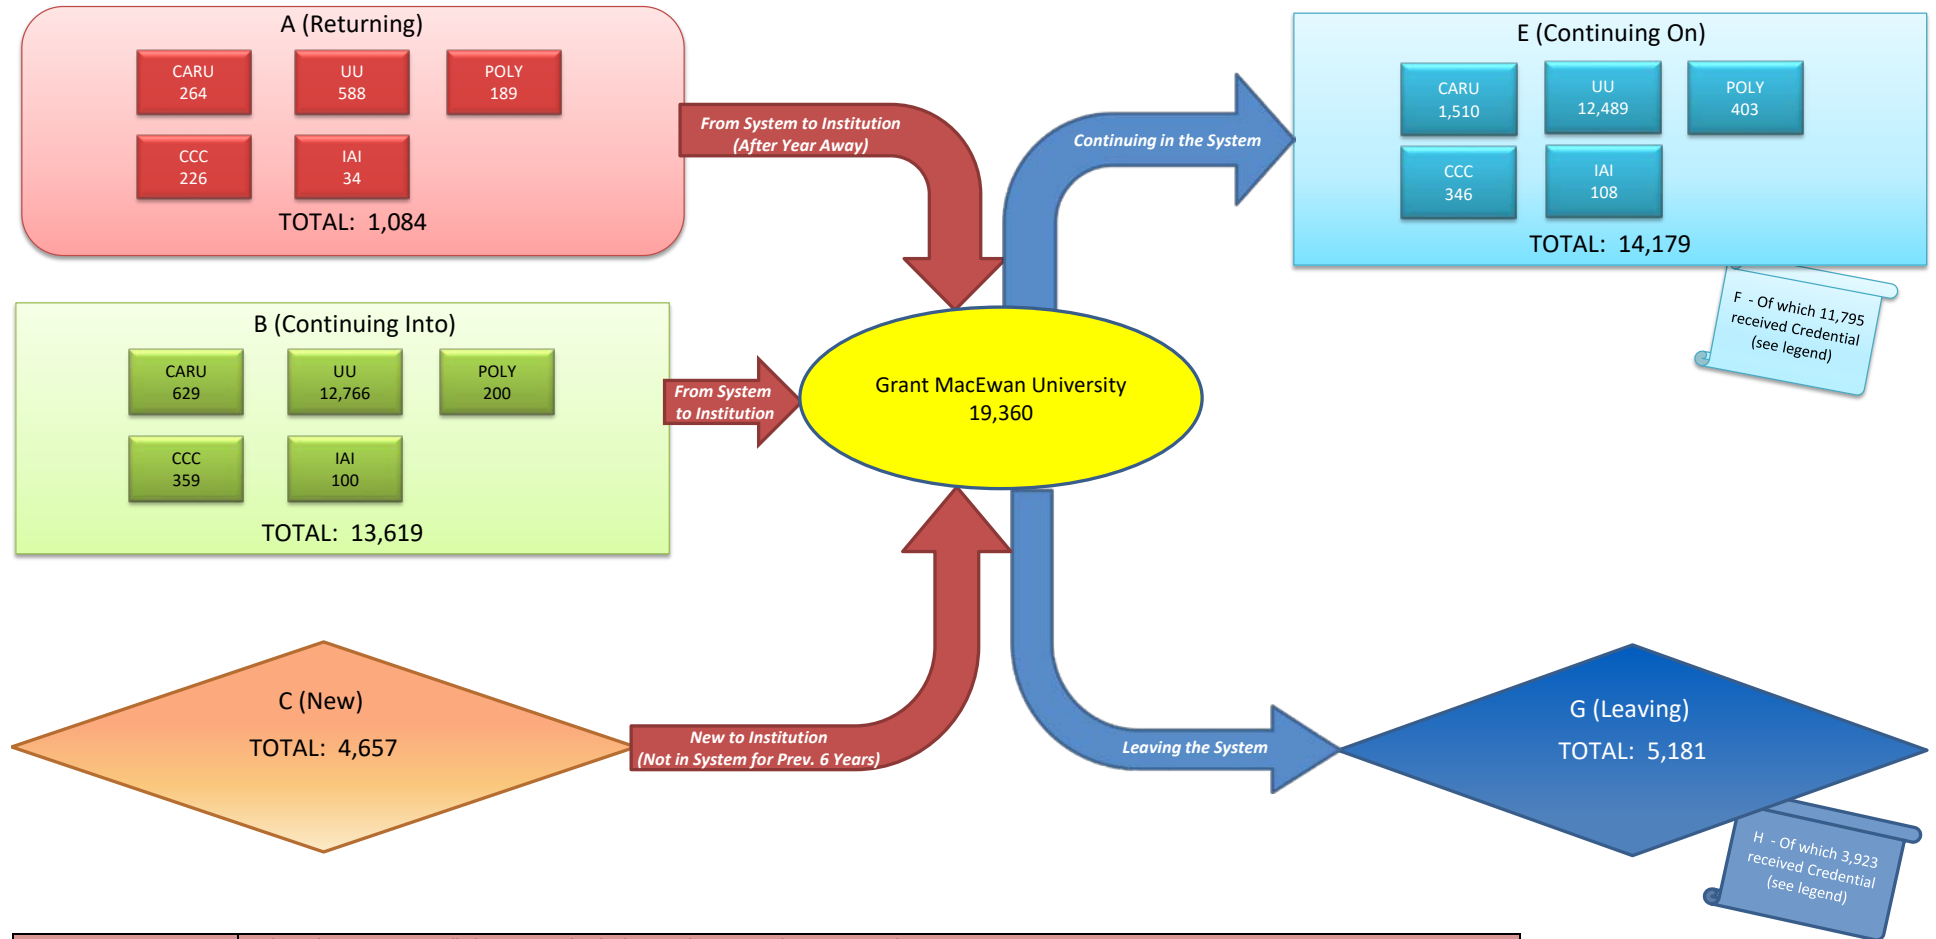 A (Returning)
CARU
264
UU
588
POLY
189
CCC
226
IAI
34
TOTAL: 1,084
From System to Institution
(After Year Away)
Continuing in the System
E (Continuing On)
CARU
1,510
UU
12,489
POLY
403
CCC
346
IAI
108
TOTAL: 14,179
F - Of which 11,795
received Credential
(see legend)
B (Continuing Into)
CARU
629
UU
12,766
POLY
200
CCC
359
IAI
100
TOTAL: 13,619
From System
to Institution
Grant MacEwan University
19,360
C (New)
TOTAL: 4,657
New to Institution
(Not in System for Prev. 6 Years)
Leaving the System
G (Leaving)
TOTAL: 5,181
H - Of which 3,923
received Credential
(see legend)